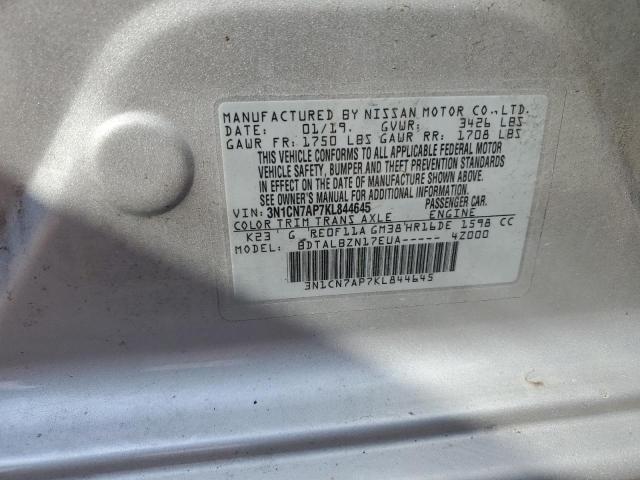 MANUFACTURED BY NISSAN MOTOR CO.,LTD.
DATE: 01/19. GVWR: 3426 LBS
GAWR FR: 1750 LBS GAWR RR: 1708 LBS
THIS VEHICLE CONFORMS TO ALL APPLICABLE FEDERAL MOTOR
VEHICLE SAFETY, BUMPER AND THEFT PREVENTION STANDARDS
IN EFFECT ON THE DATE OF MANUFACTURE SHOWN ABOVE.
SEE OWNER'S MANUAL FOR ADDITIONAL INFORMATION.
VIN: 3N1CN7AP7KL844645 PASSENGER CAR.
COLOR TRIM TRANS AXLE ENGINE
K23 G RE0F11A GM38 HR16DE 1598 CC
MODEL: BDTALBZN17EUA----- 4Z000
3N1CN7AP7KL844645